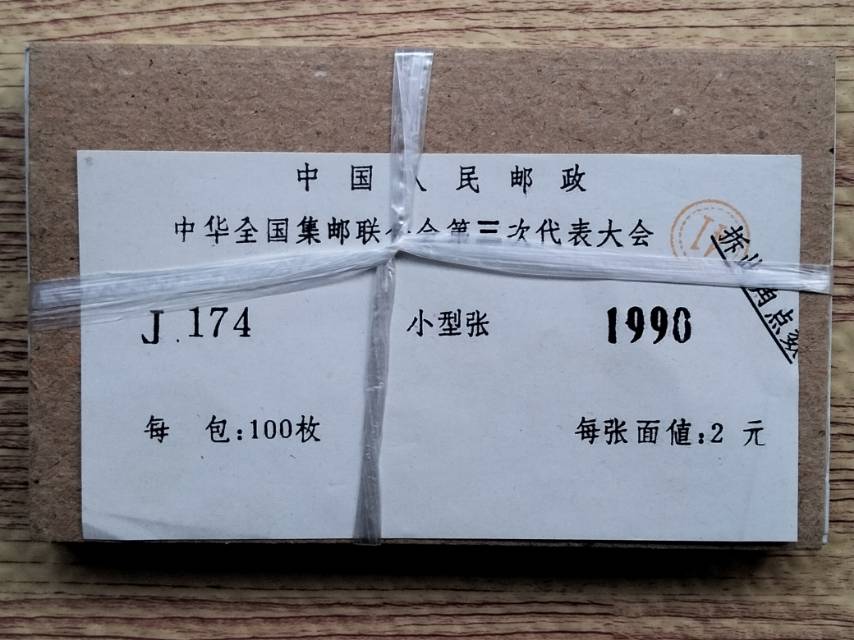 中国人民邮政
中华全国集邮联合会第三次代表大会
J.174 小型张 1990
每 包:100枚 每张面值:2 元